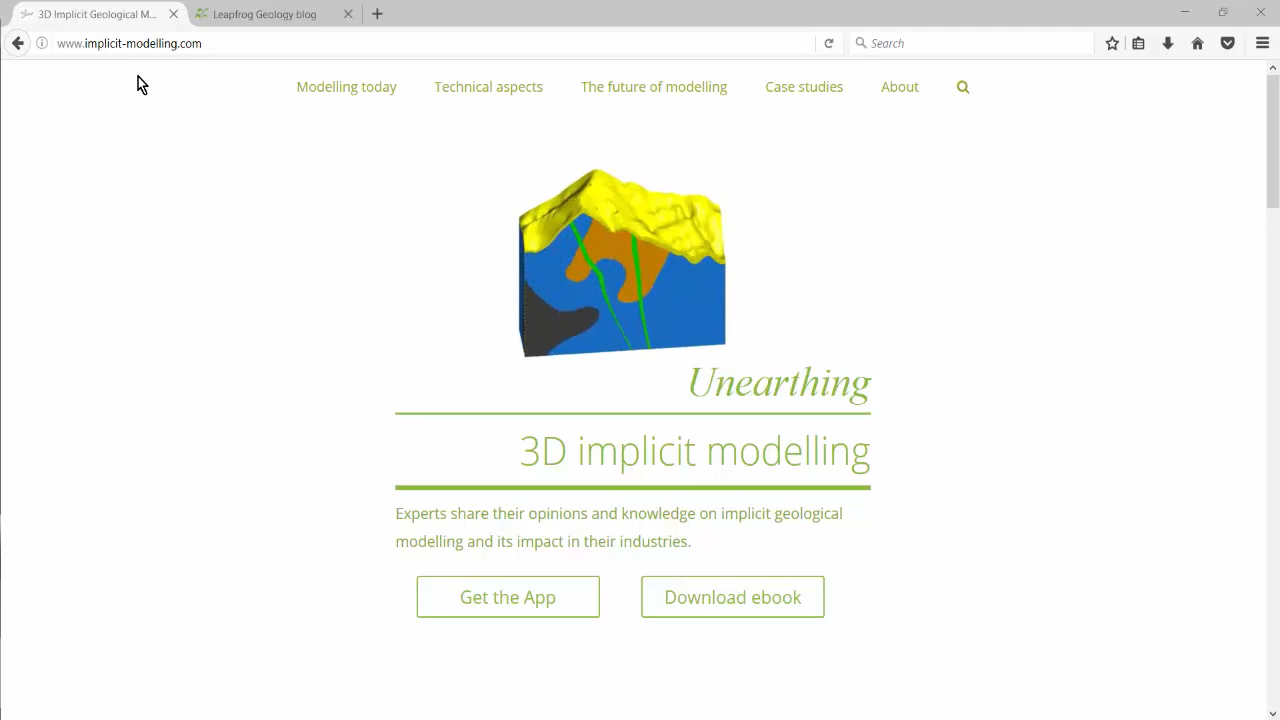 3D Implicit Geological M...
Leapfrog Geology blog
www.implicit-modelling.com
Search
Modelling today
Technical aspects
The future of modelling
Case studies
About
Unearthing
3D implicit modelling
Experts share their opinions and knowledge on implicit geological
modelling and its impact in their industries.
Get the App
Download ebook